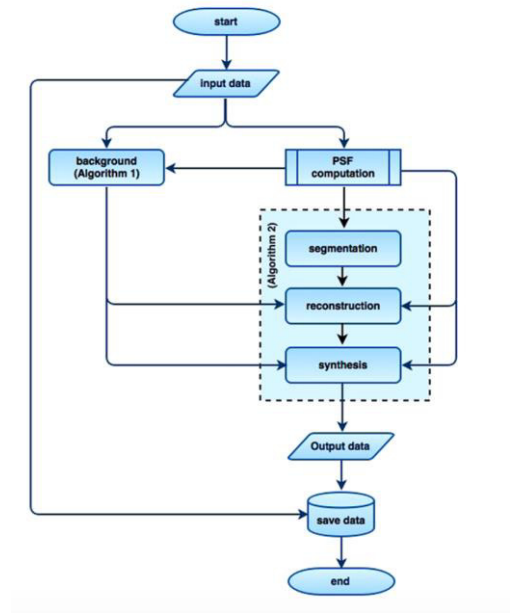 start
input data
background
(Algorithm 1)
PSF
computation
(Algorithm 2)
segmentation
reconstruction
synthesis
Output data
save data
end